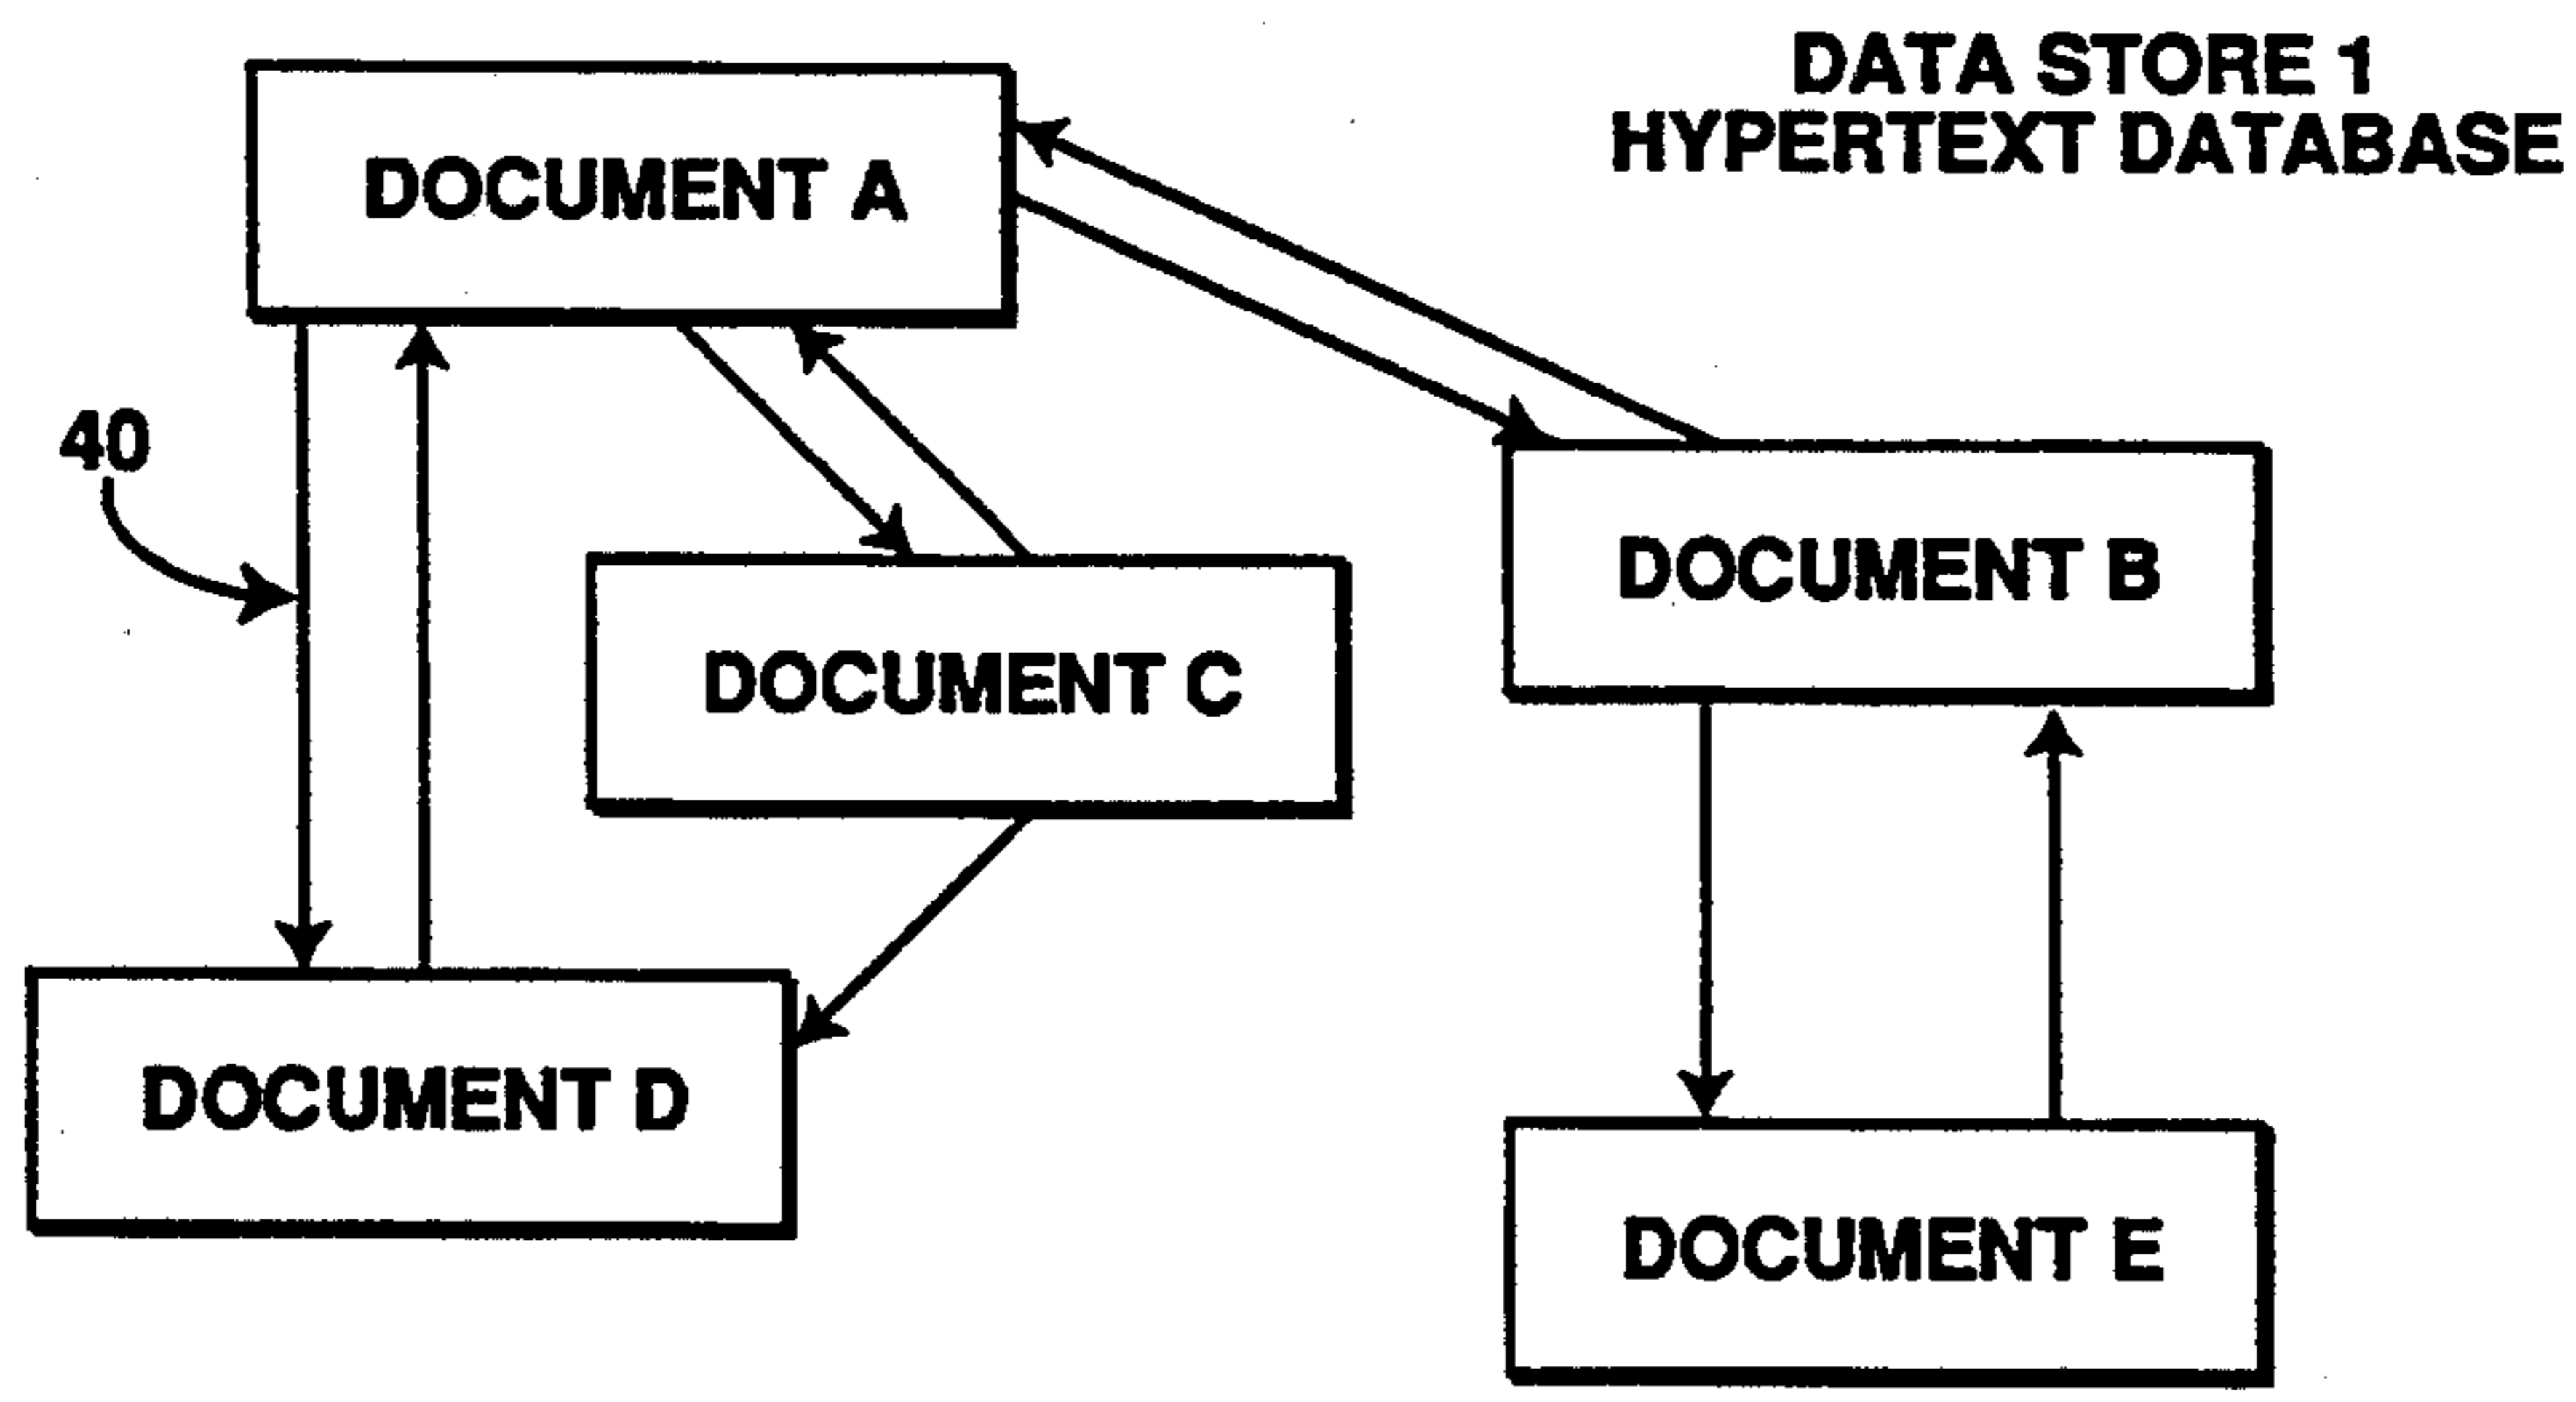 DATA STORE 1
HYPERTEXT DATABASE
DOCUMENT A
40
DOCUMENT B
DOCUMENT C
DOCUMENT D
DOCUMENT E